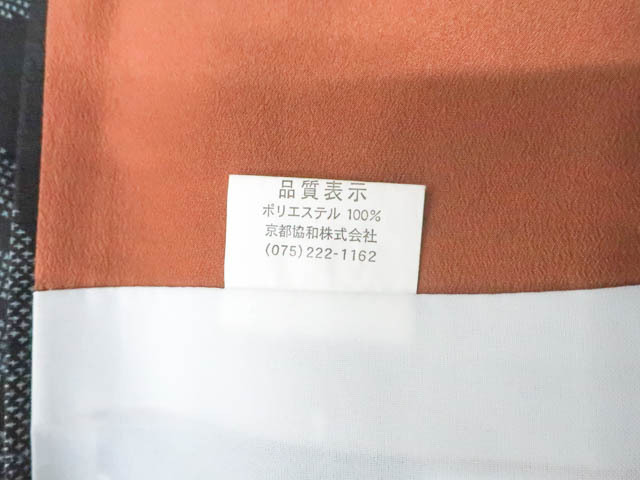 品質表示
ポリエステル 100%
京都協和株式会社
(075)222-1162